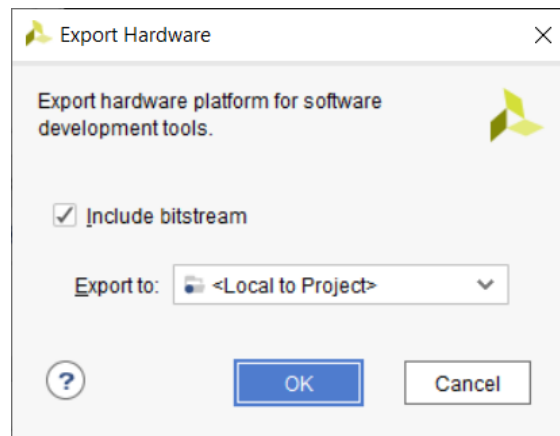 Export Hardware
Export hardware platform for software
development tools.
Include bitstream
Export to: <Local to Project>
?
OK Cancel